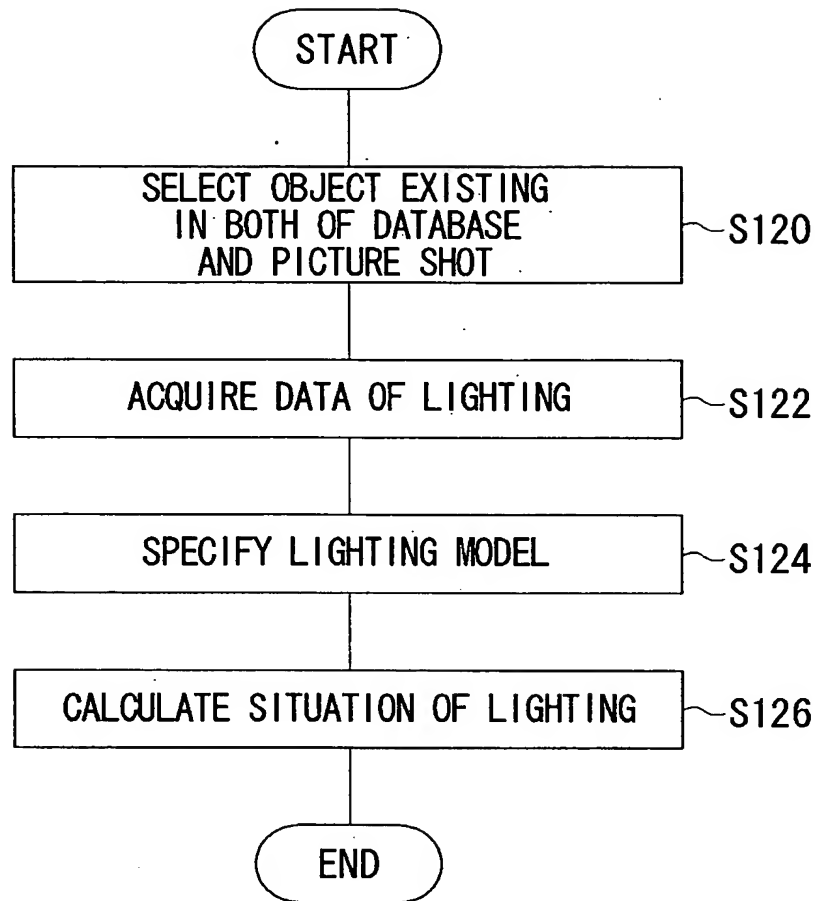 START
SELECT OBJECT EXISTING
IN BOTH OF DATABASE
AND PICTURE SHOT
S120
ACQUIRE DATA OF LIGHTING
S122
SPECIFY LIGHTING MODEL
S124
CALCULATE SITUATION OF LIGHTING
S126
END